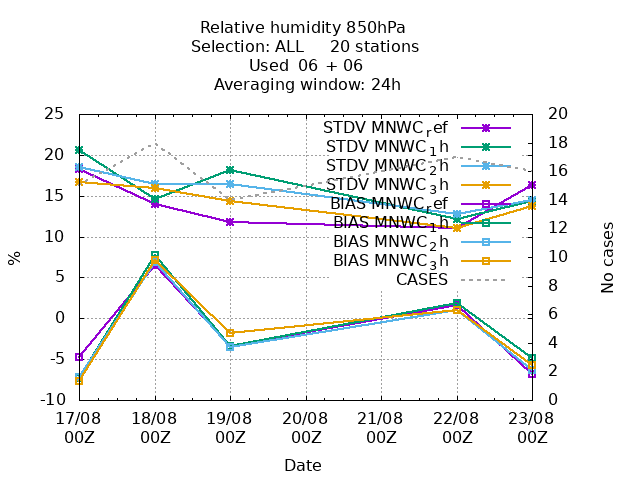 Relative humidity 850hPa
Selection: ALL 20 stations
Used 06 + 06
Averaging window: 24h
25 20
20 18
15 16
10 14
5 12
0 10
-5 8
-10 6
4
2
0
STDV MNWC_ref
STDV MNWC_1h
STDV MNWC_2h
STDV MNWC_3h
BIAS MNWC_ref
BIAS MNWC_1h
BIAS MNWC_2h
BIAS MNWC_3h
CASES
%
No cases
17/08 18/08 19/08 20/08 21/08 22/08 23/08
00Z 00Z 00Z 00Z 00Z 00Z 00Z
Date